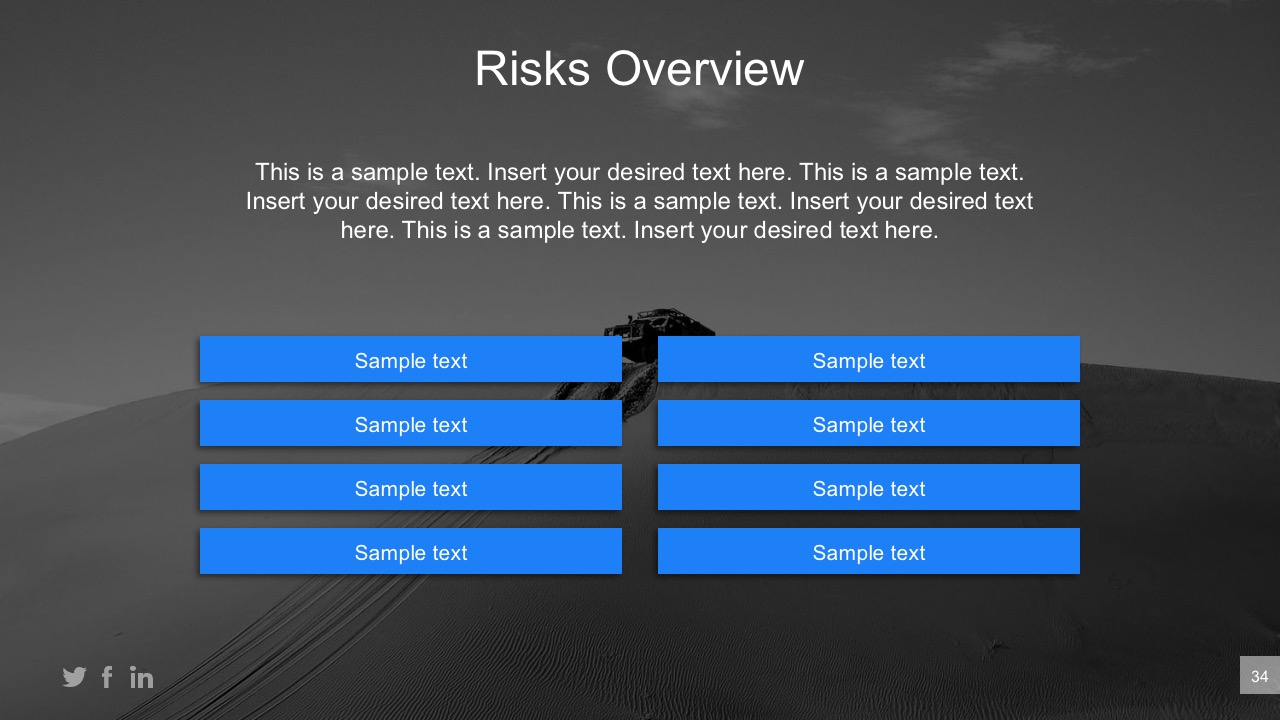 Risks Overview
This is a sample text. Insert your desired text here. This is a sample text.
Insert your desired text here. This is a sample text. Insert your desired text
here. This is a sample text. Insert your desired text here.
Sample text
Sample text
Sample text
Sample text
Sample text
Sample text
Sample text
Sample text
34